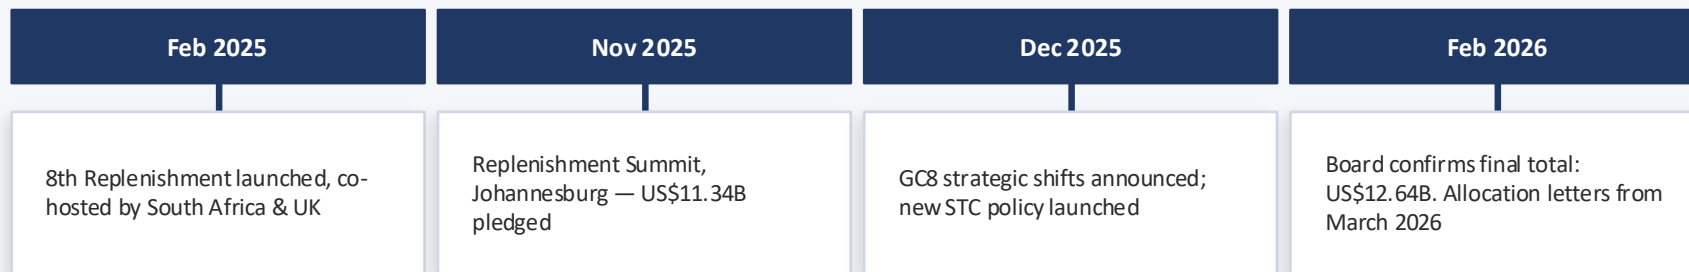 Feb 2025
8th Replenishment launched, co-
hosted by South Africa & UK
Nov 2025
Replenishment Summit,
Johannesburg — US$11.34B
pledged
Dec 2025
GC8 strategic shifts announced;
new STC policy launched
Feb 2026
Board confirms final total:
US$12.64B. Allocation letters from
March 2026